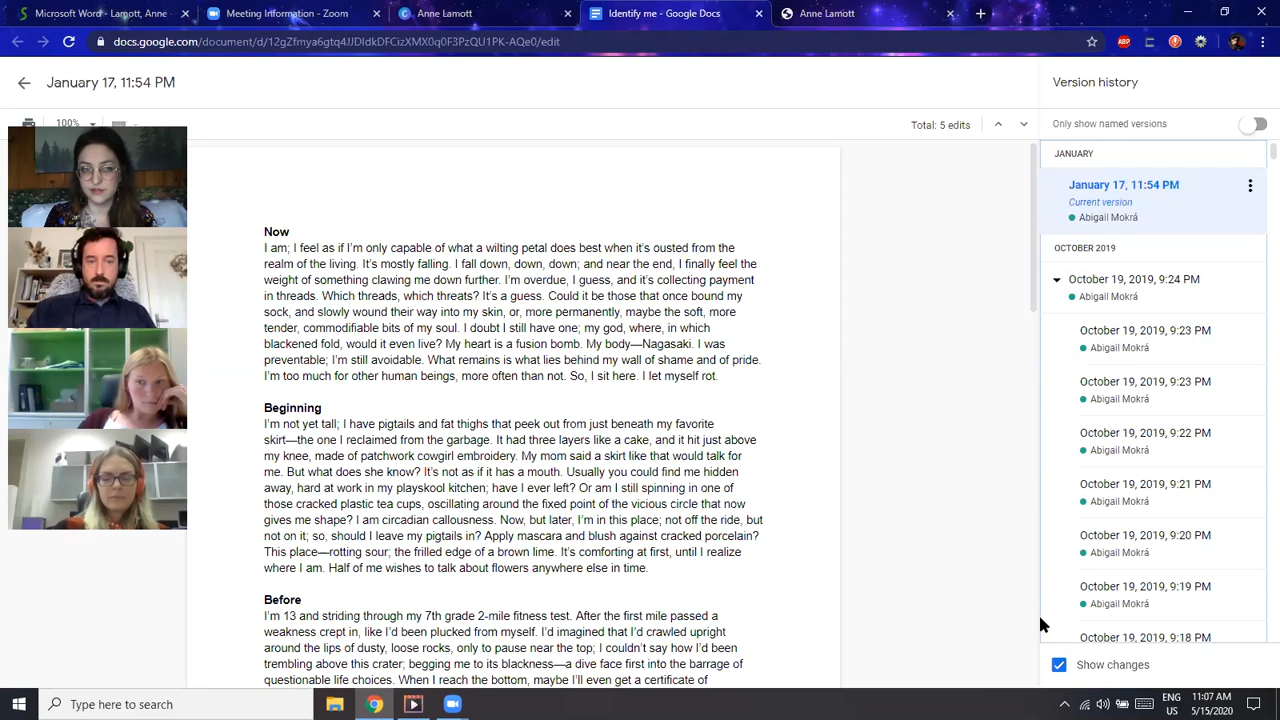 Microsoft Word - Lamott, Anne -
Meeting Information - Zoom
Anne Lamott
Identify me - Google Docs
Anne Lamott
docs.google.com/document/d/12gZfmya6gtq4JJDIdkDFCizXMX0q0F3PzQU1PK-AQe0/edit
ABP
January 17, 11:54 PM
Version history
100%
Total: 5 edits
Only show named versions
JANUARY
January 17, 11:54 PM
Current version
Abigail Mokrá
OCTOBER 2019
October 19, 2019, 9:24 PM
Abigail Mokrá
October 19, 2019, 9:23 PM
Abigail Mokrá
October 19, 2019, 9:23 PM
Abigail Mokrá
October 19, 2019, 9:22 PM
Abigail Mokrá
October 19, 2019, 9:21 PM
Abigail Mokrá
October 19, 2019, 9:20 PM
Abigail Mokrá
October 19, 2019, 9:19 PM
Abigail Mokrá
October 19, 2019, 9:18 PM
Show changes
Now
I am; I feel as if I'm only capable of what a wilting petal does best when it's ousted from the
realm of the living. It's mostly falling. I fall down, down, down; and near the end, I finally feel the
weight of something clawing me down further. I'm overdue, I guess, and it's collecting payment
in threads. Which threads, which threats? It's a guess. Could it be those that once bound my
sock, and slowly wound their way into my skin, or, more permanently, maybe the soft, more
tender, commodifiable bits of my soul. I doubt I still have one; my god, where, in which
blackened fold, would it even live? My heart is a fusion bomb. My body—Nagasaki. I was
preventable; I'm still avoidable. What remains is what lies behind my wall of shame and of pride.
I'm too much for other human beings, more often than not. So, I sit here. I let myself rot.
Beginning
I'm not yet tall; I have pigtails and fat thighs that peek out from just beneath my favorite
skirt—the one I reclaimed from the garbage. It had three layers like a cake, and it hit just above
my knee, made of patchwork cowgirl embroidery. My mom said a skirt like that would talk for
me. But what does she know? It's not as if it has a mouth. Usually you could find me hidden
away, hard at work in my playskool kitchen; have I ever left? Or am I still spinning in one of
those cracked plastic tea cups, oscillating around the fixed point of the vicious circle that now
gives me shape? I am circadian callousness. Now, but later, I'm in this place; not off the ride, but
not on it; so, should I leave my pigtails in? Apply mascara and blush against cracked porcelain?
This place—rotting sour; the frilled edge of a brown lime. It's comforting at first, until I realize
where I am. Half of me wishes to talk about flowers anywhere else in time.
Before
I'm 13 and striding through my 7th grade 2-mile fitness test. After the first mile passed a
weakness crept in, like I'd been plucked from myself. I'd imagined that I'd crawled upright
around the lips of dusty, loose rocks, only to pause near the top; I couldn't say how I'd been
trembling above this crater; begging me to its blackness—a dive face first into the barrage of
questionable life choices. When I reach the bottom, maybe I'll even get a certificate of
Type here to search
ENG
US
11:07 AM
5/15/2020